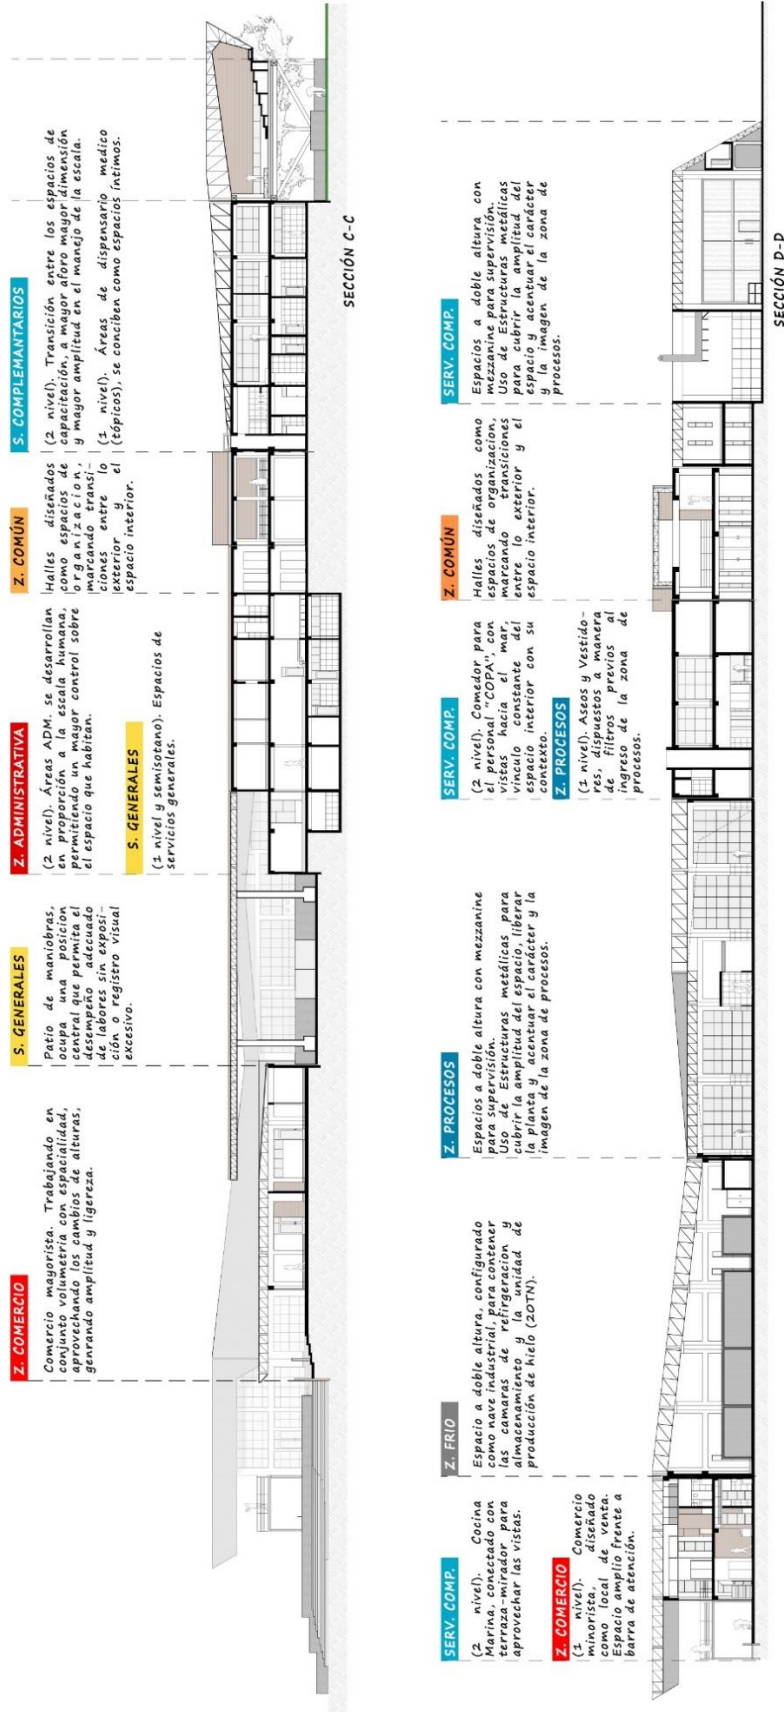 Z. COMERCIO
Comercio mayorista. Trabajando en
conjunto volumetria con espacialidad,
aprovechando los cambios de alturas,
genrando amplitud y ligereza.
S. GENERALES
Patio de maniobras,
ocupa una posicion
central que permita el
desempeño adecuado
de labores sin exposi-
ción o registro visual
excesivo.
Z. ADMINISTRATIVA
(2 nivel). Áreas ADM. se desarrollan
en proporción a la escala humana,
permitiendo un mayor control sobre
el espacio que habitan.
S. GENERALES
(1 nivel y semisotano). Espacios de
servicios generales.
Z. COMÚN
Halles diseñados
como espacios de
organizacion,
marcando transi-
ciones entre lo
exterior y el
espacio interior.
S. COMPLEMANTARIOS
(2 nivel). Transición entre los espacios de
capacitación, a mayor aforo mayor dimensión
y mayor amplitud en el manejo de la escala.
(1 nivel). Áreas de dispensario medico
(tópicos), se conciben como espacios íntimos.
SECCIÓN C-C
SERV. COMP.
(2 nivel). Cocina
Marina, conectado con
terraza-mirador para
aprovechar las vistas.
Z. COMERCIO
(1 nivel). Comercio
minorista, diseñado
como local de venta.
Espacio amplio frente a
barra de atención.
Z. FRIO
Espacio a doble altura, configurado
como nave industrial, para contener
las camaras de refirgeracion y
almacenamiento y la unidad de
producción de hielo (20TN).
Z. PROCESOS
Espacios a doble altura con mezzanine
para supervisión.
Uso de Estructuras metálicas para
cubrir la amplitud del espacio, liberar
la planta y acentuar el carácter y la
imagen de la zona de procesos.
SERV. COMP.
(2 nivel). Comedor para
el personal "COPA", con
vistas hacia el mar,
vinculo constante del
espacio interior con su
contexto.
Z. PROCESOS
(1 nivel). Aseos y Vestido-
res, dispuestos a manera
de filtros previos al
ingreso de la zona de
procesos.
Z. COMÚN
Halles diseñados como
espacios de organizacion,
marcando transiciones
entre lo exterior y el
espacio interior.
SERV. COMP.
Espacios a doble altura con
mezzanine para supervisión.
Uso de Estructuras metálicas
para cubrir la amplitud del
espacio y acentuar el carácter
y la imagen de la zona de
procesos.
SECCIÓN D-D